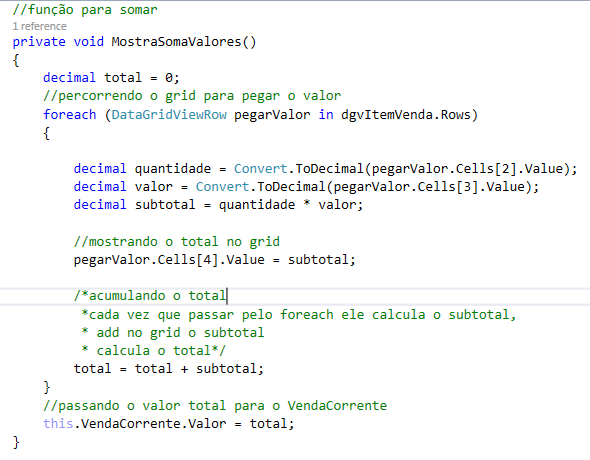 //função para somar
1 reference
private void MostraSomaValores()
{
decimal total = 0;
//percorrendo o grid para pegar o valor
foreach (DataGridViewRow pegarValor in dgvItemVenda.Rows)
{
decimal quantidade = Convert.ToDecimal(pegarValor.Cells[2].Value);
decimal valor = Convert.ToDecimal(pegarValor.Cells[3].Value);
decimal subtotal = quantidade * valor;
//mostrando o total no grid
pegarValor.Cells[4].Value = subtotal;
/*acumulando o total
*cada vez que passar pelo foreach ele calcula o subtotal,
* add no grid o subtotal
* calcula o total*/
total = total + subtotal;
}
//passando o valor total para o VendaCorrente
this.VendaCorrente.Valor = total;
}